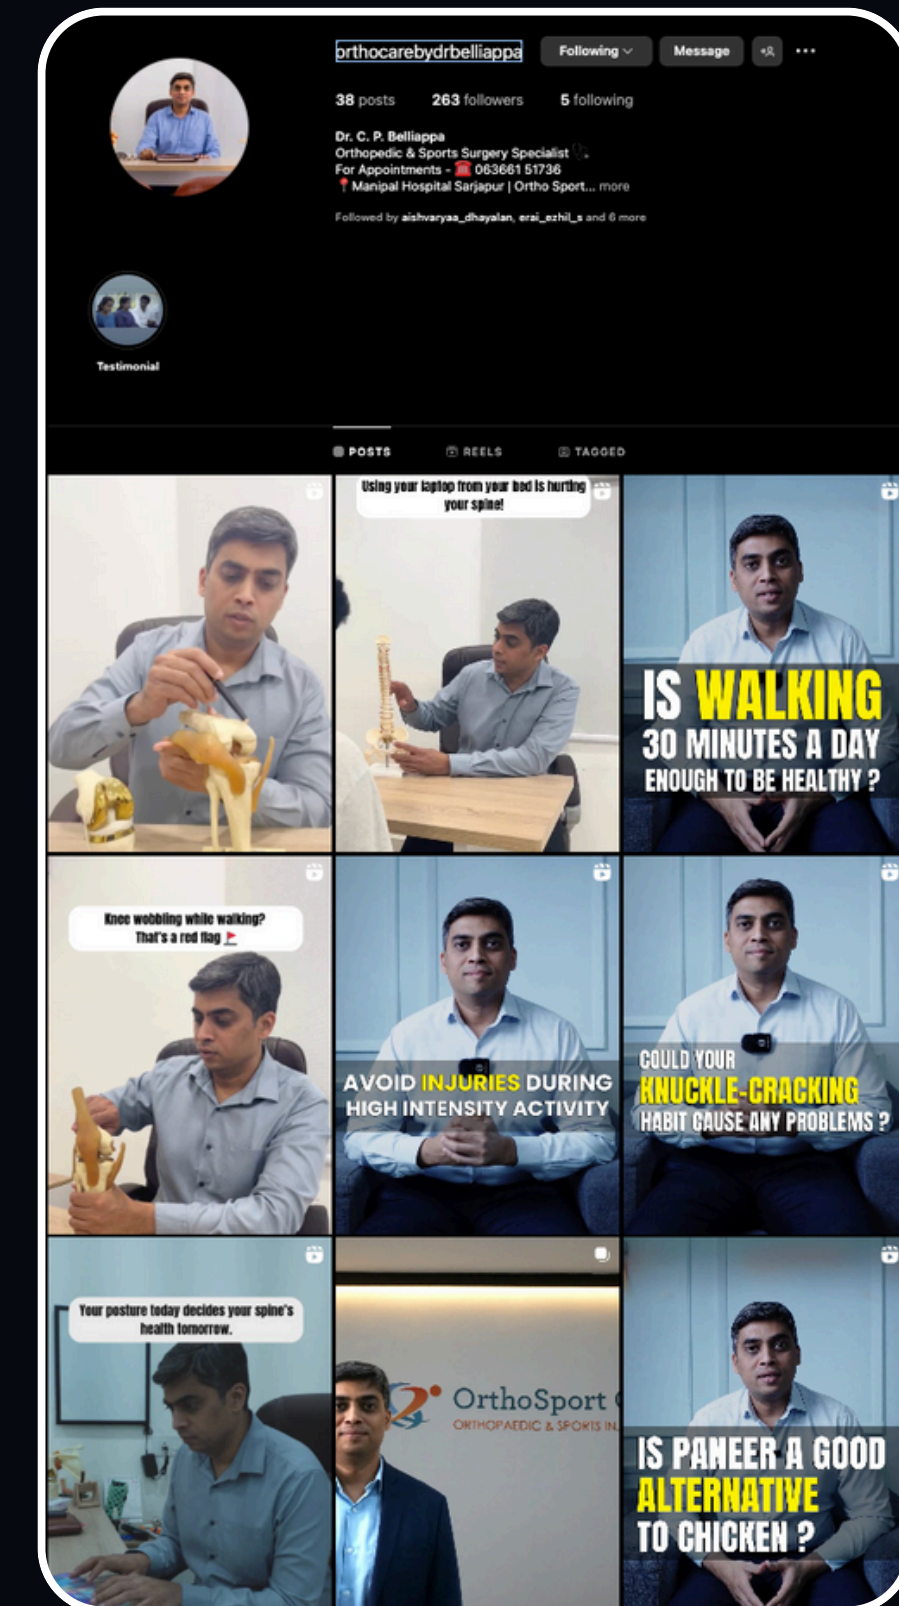 orthocarebydrbelliappa Following Message
38 posts 263 followers 5 following
Dr. C. P. Belliappa
Orthopedic & Sports Surgery Specialist
For Appointments - ☎️ 063661 51736
📍Manipal Hospital Sarjapur | Ortho Sport... more
Followed by aishvaryaa_dhayalan, erai_ezhil_s and 6 more
Testimonial
POSTS REELS TAGGED
Using your laptop from your bed is hurting
your spine!
IS WALKING
30 MINUTES A DAY
ENOUGH TO BE HEALTHY ?
Knee wobbling while walking?
That's a red flag 🚩
AVOID INJURIES DURING
HIGH INTENSITY ACTIVITY
COULD YOUR
KNUCKLE-CRACKING
HABIT CAUSE ANY PROBLEMS ?
Your posture today decides your spine's
health tomorrow.
OrthoSport
ORTHOPAEDIC & SPORTS IN
IS PANEER A GOOD
ALTERNATIVE
TO CHICKEN ?